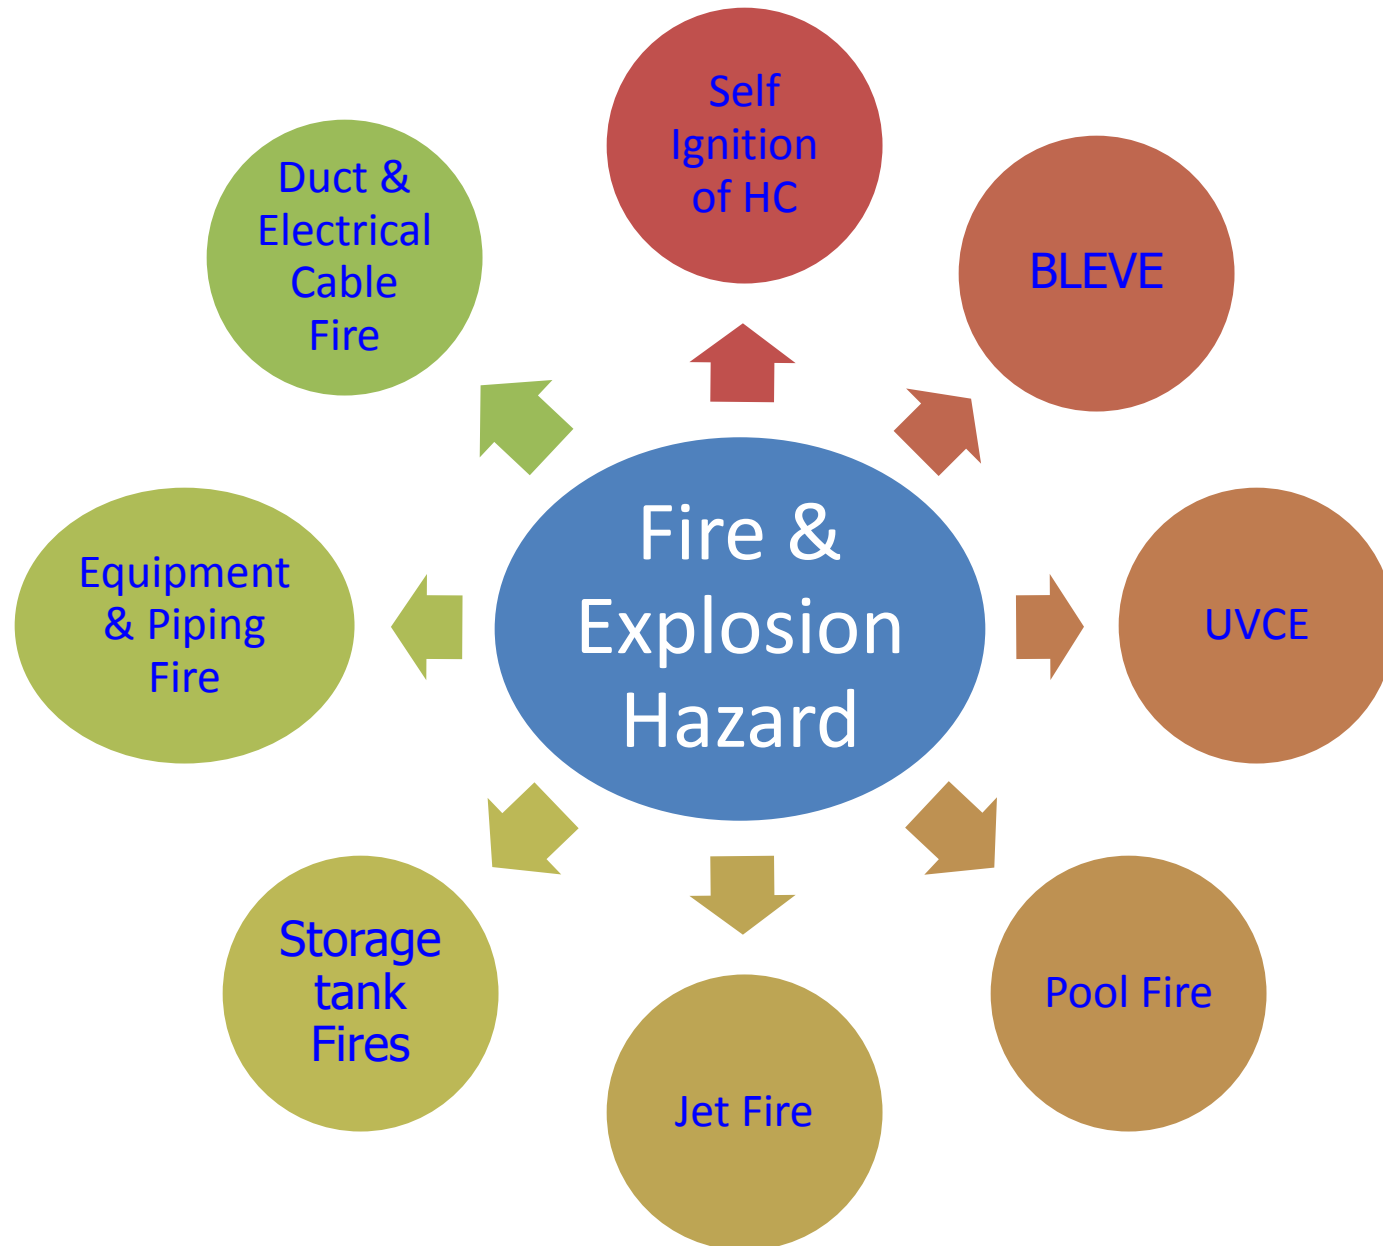 Self
Ignition
of HC
BLEVE
UVCE
Pool Fire
Jet Fire
Storage
tank
Fires
Equipment
& Piping
Fire
Duct &
Electrical
Cable
Fire
Fire &
Explosion
Hazard